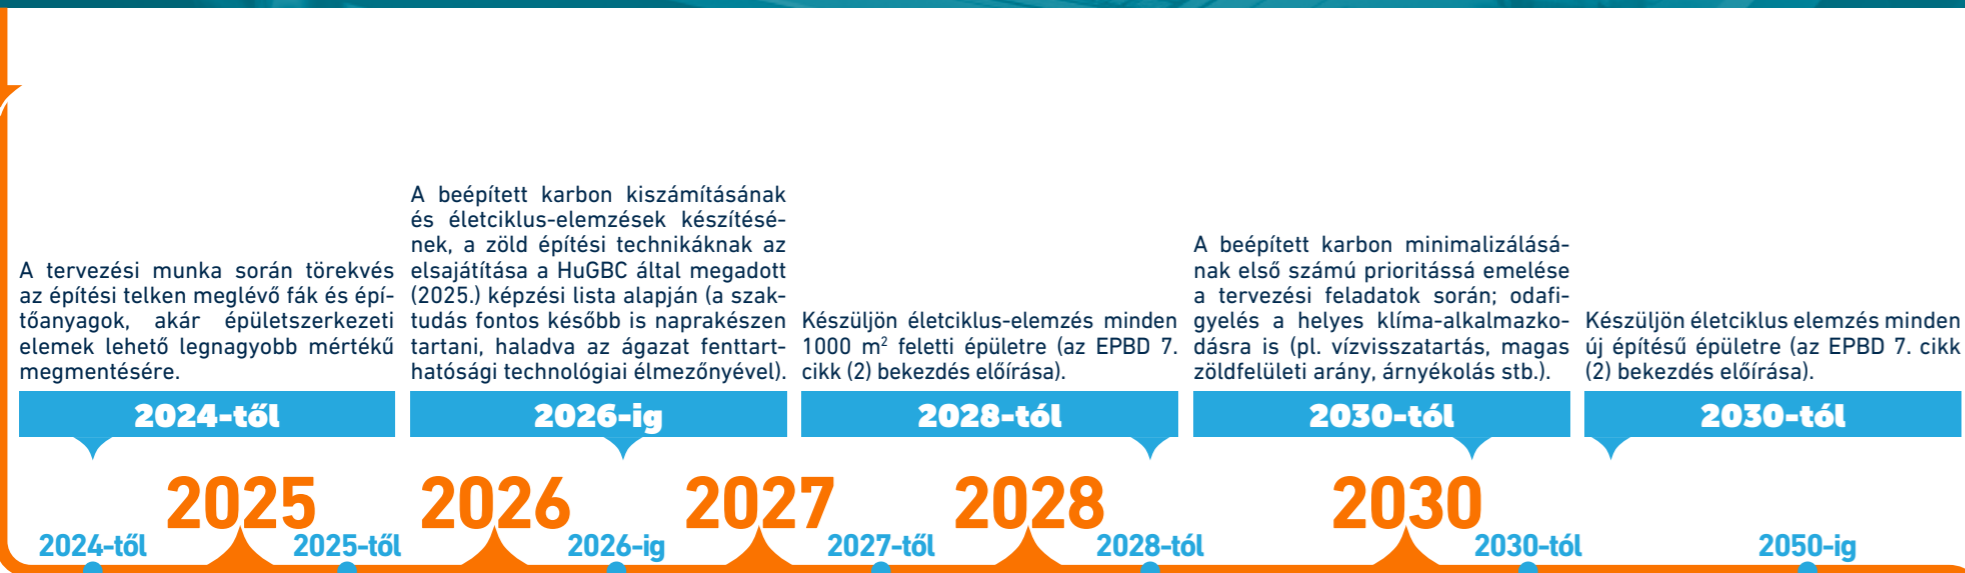 A tervezési munka során törekvés
az építési telken meglévő fák és épí-
tőanyagok, akár épületszerkezeti
elemek lehető legnagyobb mértékű
megmentésére.
2024-től
A beépített karbon kiszámításának
és életciklus-elemzések készítésé-
nek, a zöld építési technikáknak az
elsajátítása a HuGBC által megadott
(2025.) képzési lista alapján (a szak-
tudás fontos később is naprakészen
tartani, haladva az ágazat fenttart-
hatósági technológiai élmezőnyével).
2026-ig
Készüljön életciklus-elemzés minden
1000 m² feletti épületre (az EPBD 7.
cikk (2) bekezdés előírása).
2028-tól
A beépített karbon minimalizálásá-
nak első számú prioritássá emelése
a tervezési feladatok során; odafi-
gyelés a helyes klíma-alkalmazko-
dásra is (pl. vízvisszatartás, magas
zöldfelületi arány, árnyékolás stb.).
2030-tól
Készüljön életciklus elemzés minden
új építésű épületre (az EPBD 7. cikk
(2) bekezdés előírása).
2030-tól
2025 2026 2027 2028 2030
2024-től 2025-től 2026-ig 2027-től 2028-tól 2030-tól 2050-ig